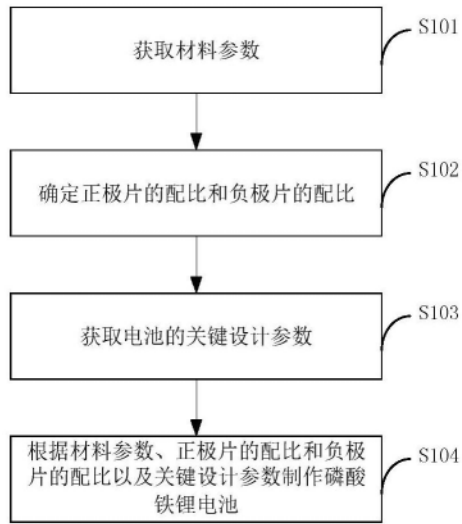 获取材料参数
S101
确定正极片的配比和负极片的配比
S102
获取电池的关键设计参数
S103
根据材料参数、正极片的配比和负极
片的配比以及关键设计参数制作磷酸
铁锂电池
S104